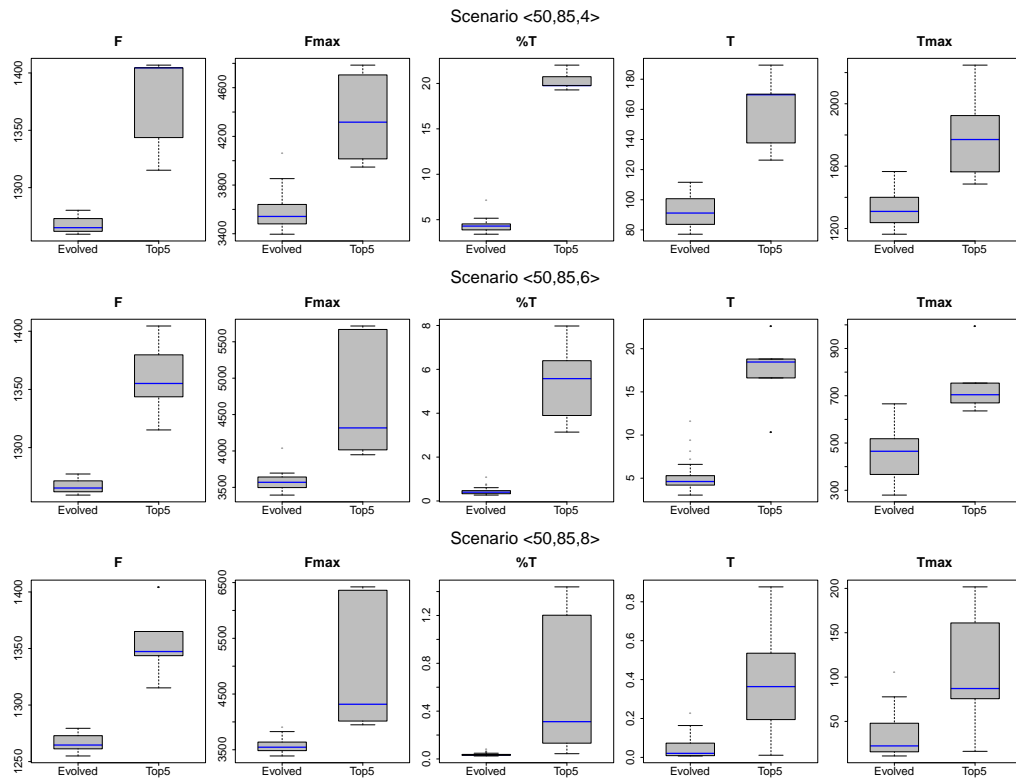 Scenario <50,85,4>
F Fmax %T T Tmax
1300 1350 1400
3400 3600 3800 4200 4600
5 10 15 20
80 100 120 140 160 180
1200 1600 2000
Evolved Top5 Evolved Top5 Evolved Top5 Evolved Top5 Evolved Top5
Scenario <50,85,6>
F Fmax %T T Tmax
1300 1350 1400
3500 4000 4500 5000 5500
0 2 4 6 8
5 10 15 20
300 500 700 900
Evolved Top5 Evolved Top5 Evolved Top5 Evolved Top5 Evolved Top5
Scenario <50,85,8>
F Fmax %T T Tmax
1250 1300 1350 1400
3500 4500 5500 6500
0.0 0.4 0.8 1.2
0.0 0.2 0.4 0.6 0.8
50 100 150 200
Evolved Top5 Evolved Top5 Evolved Top5 Evolved Top5 Evolved Top5